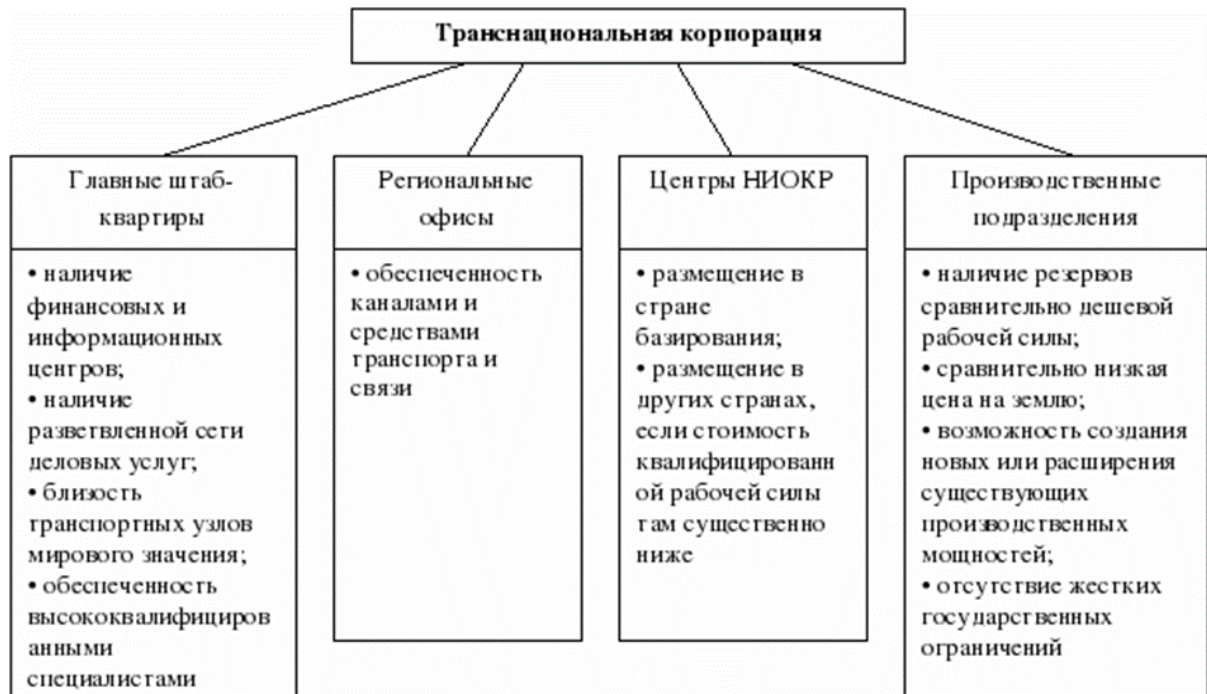 Транснациональная корпорация
Главные штаб-
квартиры
• наличие
финансовых и
информационных
центров;
• наличие
разветвленной сети
деловых услуг;
• близость
транспортных узлов
мирового значения;
• обеспеченность
высококвалифициров
анными
специалистами
Региональные
офисы
• обеспеченность
каналами и
средствами
транспорта и
связи
Центры НИОКР
• размещение в
стране
базирования;
• размещение в
других странах,
если стоимость
квалифицированн
ой рабочей силы
там существенно
ниже
Производственные
подразделения
• наличие резервов
сравнительно дешевой
рабочей силы;
• сравнительно низкая
цена на землю;
• возможность создания
новых или расширения
существующих
производственных
мощностей;
• отсутствие жестких
государственных
ограничений